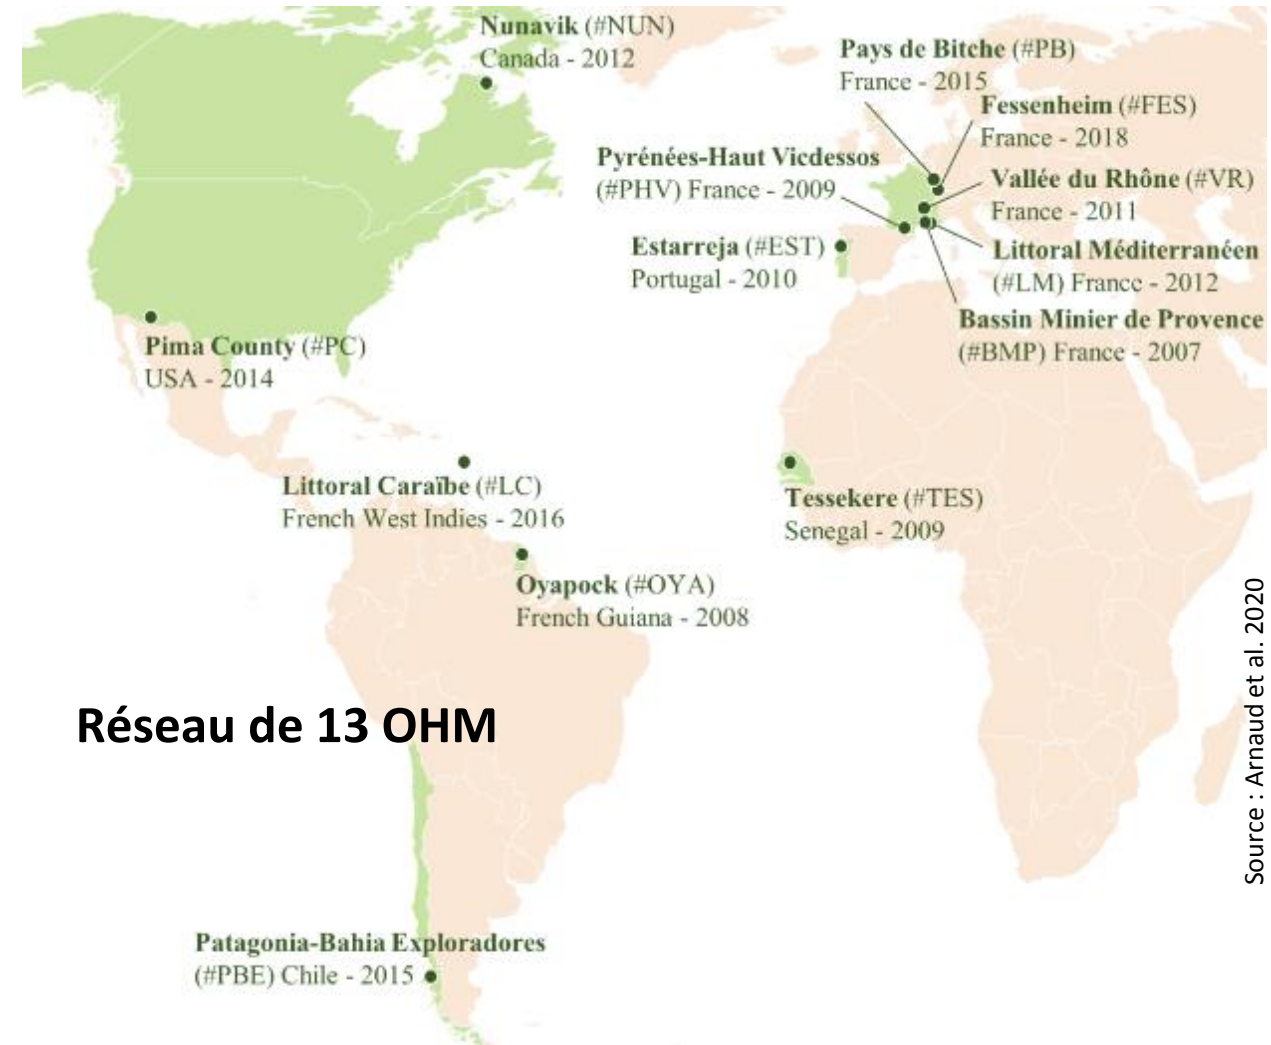 Nunavik (#NUN)
Canada - 2012
Pays de Bitche (#PB)
France - 2015
Fessenheim (#FES)
France - 2018
Pyrénées-Haut Vicdessos
(#PHV) France - 2009
Vallée du Rhône (#VR)
France - 2011
Estarreja (#EST)
Portugal - 2010
Littoral Méditerranéen
(#LM) France - 2012
Bassin Minier de Provence
(#BMP) France - 2007
Pima County (#PC)
USA - 2014
Littoral Caraïbe (#LC)
French West Indies - 2016
Tessekere (#TES)
Senegal - 2009
Oyapock (#OYA)
French Guiana - 2008
Réseau de 13 OHM
Patagonia-Bahia Exploradores
(#PBE) Chile - 2015
Source : Arnaud et al. 2020